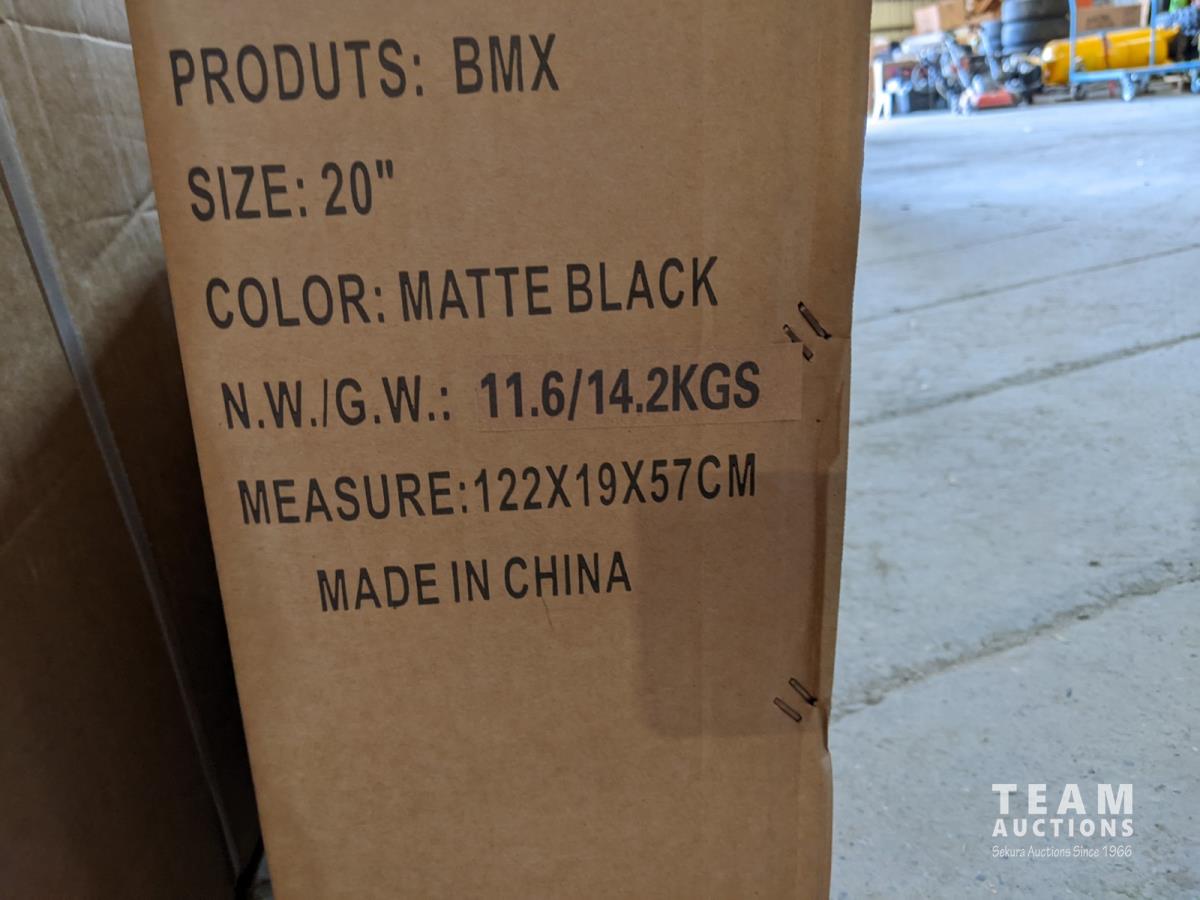 PRODUTS: BMX
SIZE: 20"
COLOR: MATTE BLACK
N.W./G.W.: 11.6/14.2KGS
MEASURE:122X19X57CM
MADE IN CHINA
TEAM
AUCTIONS
Sekura Auctions Since 1966